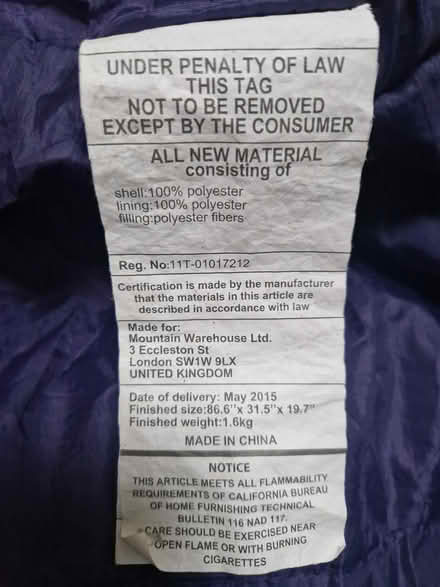 UNDER PENALTY OF LAW
THIS TAG
NOT TO BE REMOVED
EXCEPT BY THE CONSUMER
ALL NEW MATERIAL
consisting of
shell:100% polyester
lining:100% polyester
filling:polyester fibers
Reg. No:11T-01017212
Certification is made by the manufacturer
that the materials in this article are
described in accordance with law
Made for:
Mountain Warehouse Ltd.
3 Eccleston St
London SW1W 9LX
UNITED KINGDOM
Date of delivery: May 2015
Finished size:86.6"x 31.5"x 19.7"
Finished weight:1.6kg
MADE IN CHINA
NOTICE
THIS ARTICLE MEETS ALL FLAMMABILITY
REQUIREMENTS OF CALIFORNIA BUREAU
OF HOME FURNISHING TECHNICAL
BULLETIN 116 NAD 117.
CARE SHOULD BE EXERCISED NEAR
OPEN FLAME OR WITH BURNING
CIGARETTES